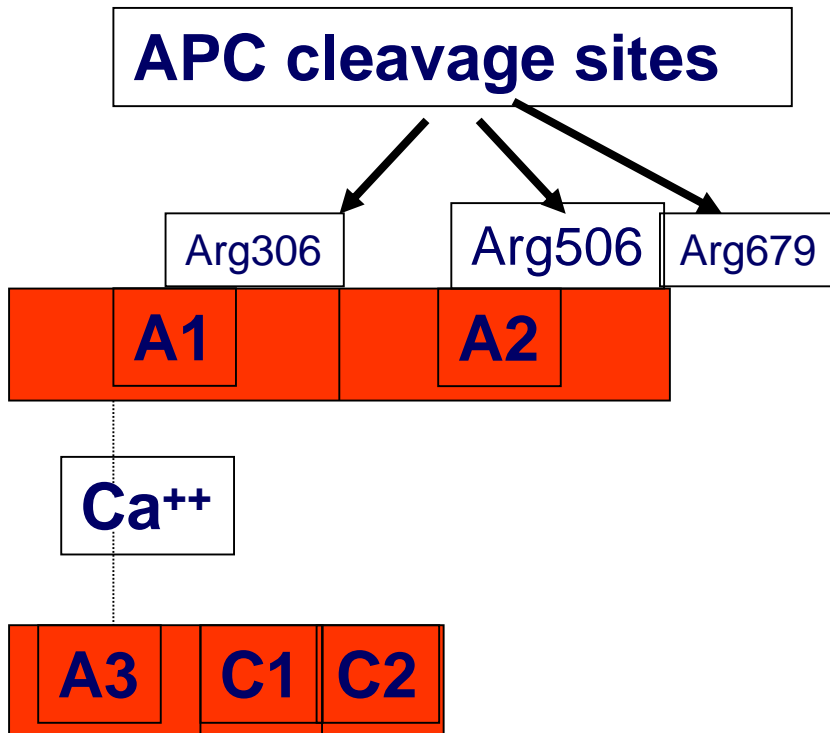 APC cleavage sites
Arg306 Arg506 Arg679
A1 A2
Ca⁺⁺
A3 C1 C2